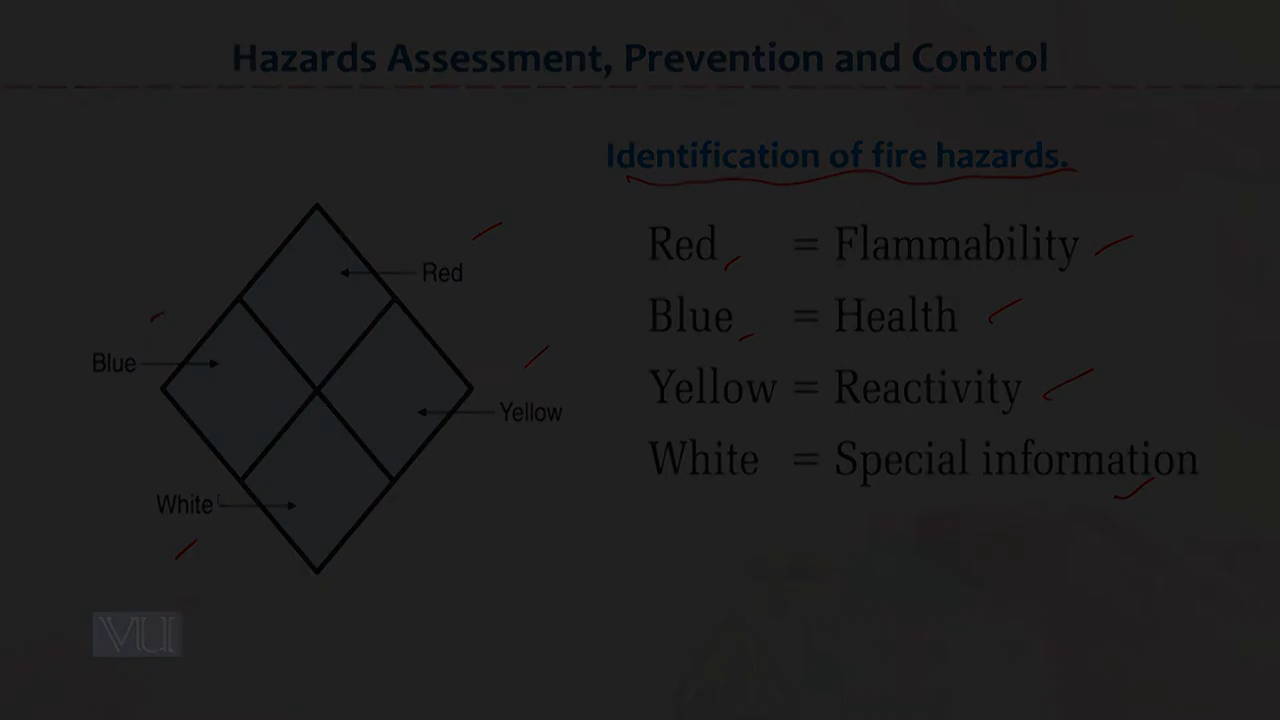 Hazards Assessment, Prevention and Control
Identification of fire hazards.
Red = Flammability
Blue = Health
Yellow = Reactivity
White = Special information
Red
Blue
Yellow
White
VU